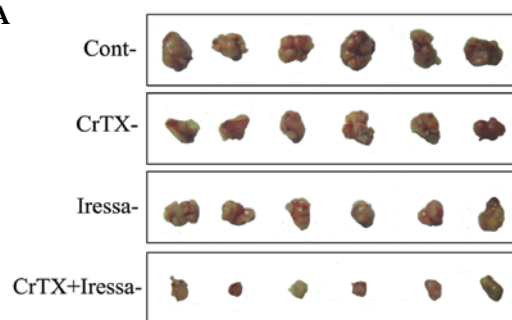 A
Cont-
CrTX-
Iressa-
CrTX+Iressa-